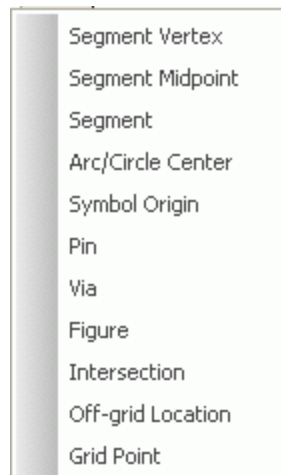 Segment Vertex
Segment Midpoint
Segment
Arc/Circle Center
Symbol Origin
Pin
Via
Figure
Intersection
Off-grid Location
Grid Point